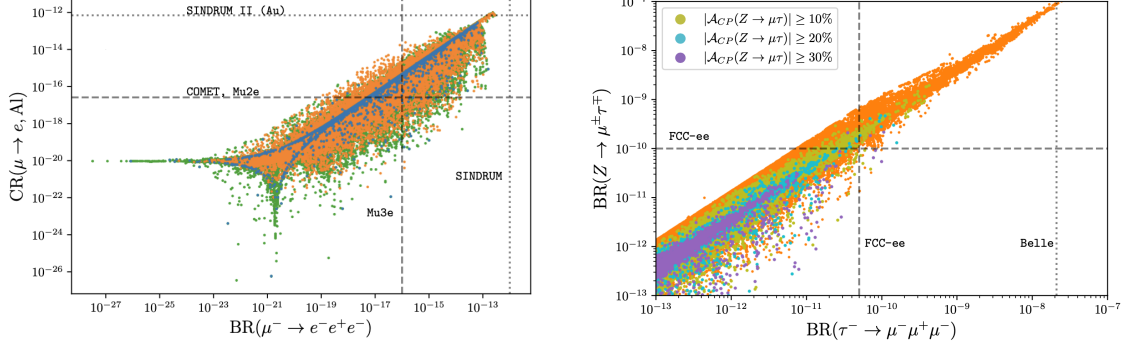 10⁻¹²
10⁻¹⁴
10⁻¹⁶
10⁻¹⁸
10⁻²⁰
10⁻²²
10⁻²⁴
10⁻²⁶
CR(μ → e, Al)
SINDRUM II (Au)
COMET, Mu2e
SINDRUM
Mu3e
10⁻²⁷ 10⁻²⁵ 10⁻²³ 10⁻²¹ 10⁻¹⁹ 10⁻¹⁷ 10⁻¹⁵ 10⁻¹³
BR(μ⁻ → e⁻e⁺e⁻)
10⁻⁸
10⁻⁹
10⁻¹⁰
10⁻¹¹
10⁻¹²
10⁻¹³
BR(Z → μ±τ∓)
|𝒜CP(Z → μτ)| ≥ 10%
|𝒜CP(Z → μτ)| ≥ 20%
|𝒜CP(Z → μτ)| ≥ 30%
FCC-ee
FCC-ee
Belle
10⁻¹³ 10⁻¹² 10⁻¹¹ 10⁻¹⁰ 10⁻⁹ 10⁻⁸ 10⁻⁷
BR(τ⁻ → μ⁻μ⁺μ⁻)